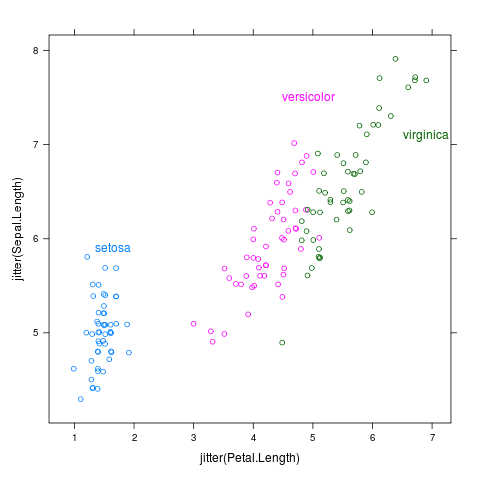 8
versicolor
7
virginica
jitter(Sepal.Length)
6
setosa
5
1 2 3 4 5 6 7
jitter(Petal.Length)